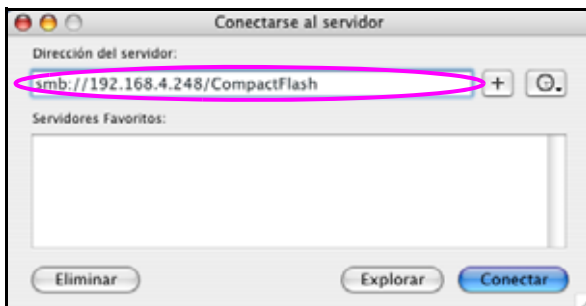 Conectarse al servidor
Dirección del servidor:
smb://192.168.4.248/CompactFlash
Servidores Favoritos:
Eliminar
Explorar
Conectar